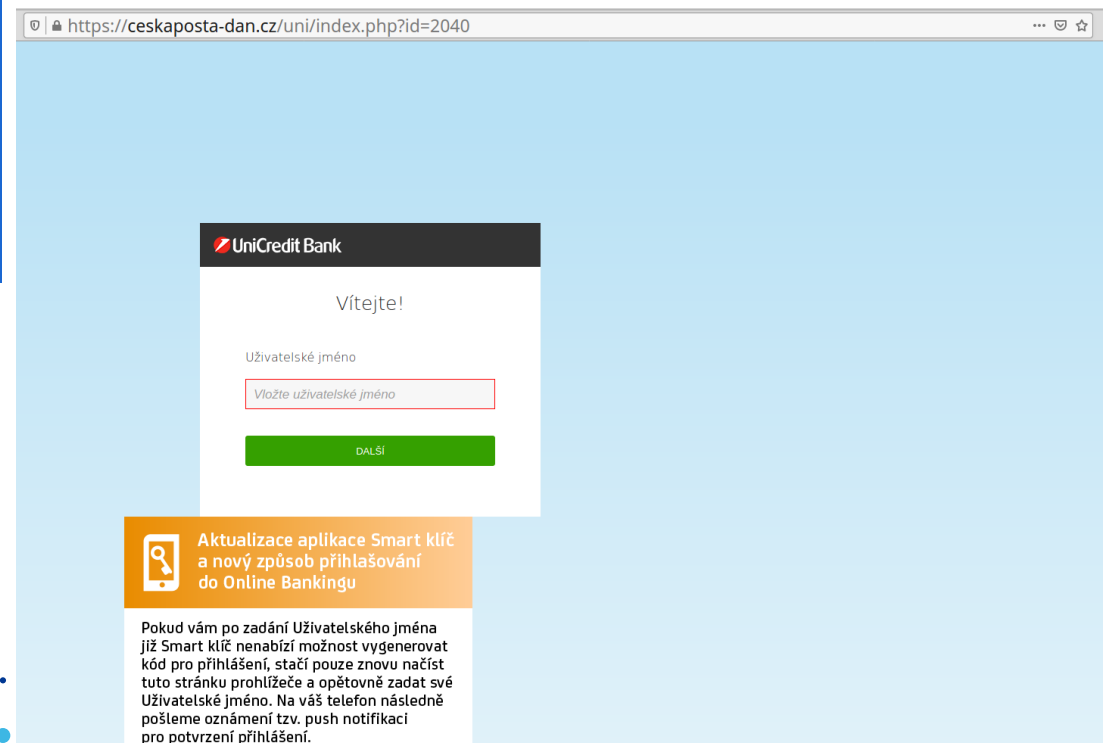 https://ceskaposta-dan.cz/uni/index.php?id=2040
UniCredit Bank
Vítejte!
Uživatelské jméno
Vložte uživatelské jméno
DALŠÍ
Aktualizace aplikace Smart klíč
a nový způsob přihlašování
do Online Bankingu
Pokud vám po zadání Uživatelského jména
již Smart klíč nenabízí možnost vygenerovat
kód pro přihlášení, stačí pouze znovu načíst
tuto stránku prohlížeče a opětovně zadat své
Uživatelské jméno. Na váš telefon následně
pošleme oznámení tzv. push notifikaci
pro potvrzení přihlášení.